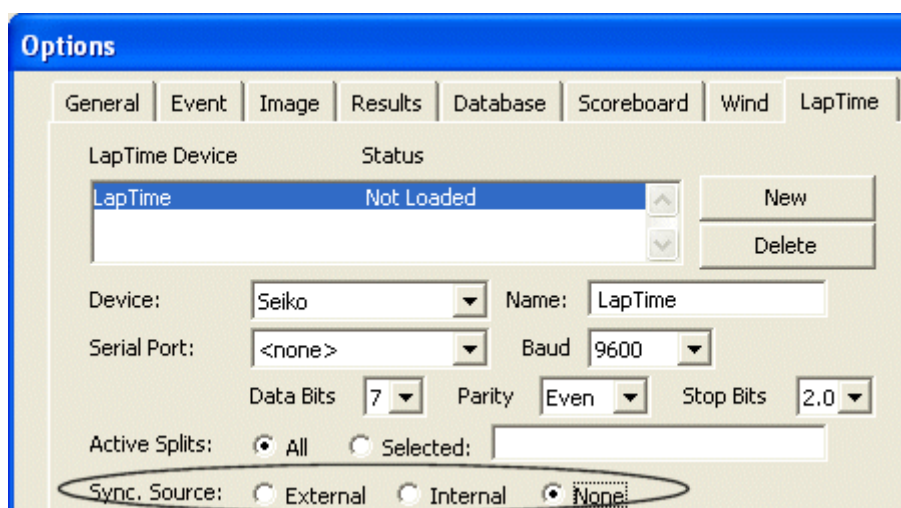 Options
General Event Image Results Database Scoreboard Wind LapTime
LapTime Device Status
LapTime Not Loaded
New
Delete
Device: Seiko Name: LapTime
Serial Port: <none> Baud 9600
Data Bits 7 Parity Even Stop Bits 2.0
Active Splits: All Selected:
Sync. Source: External Internal None